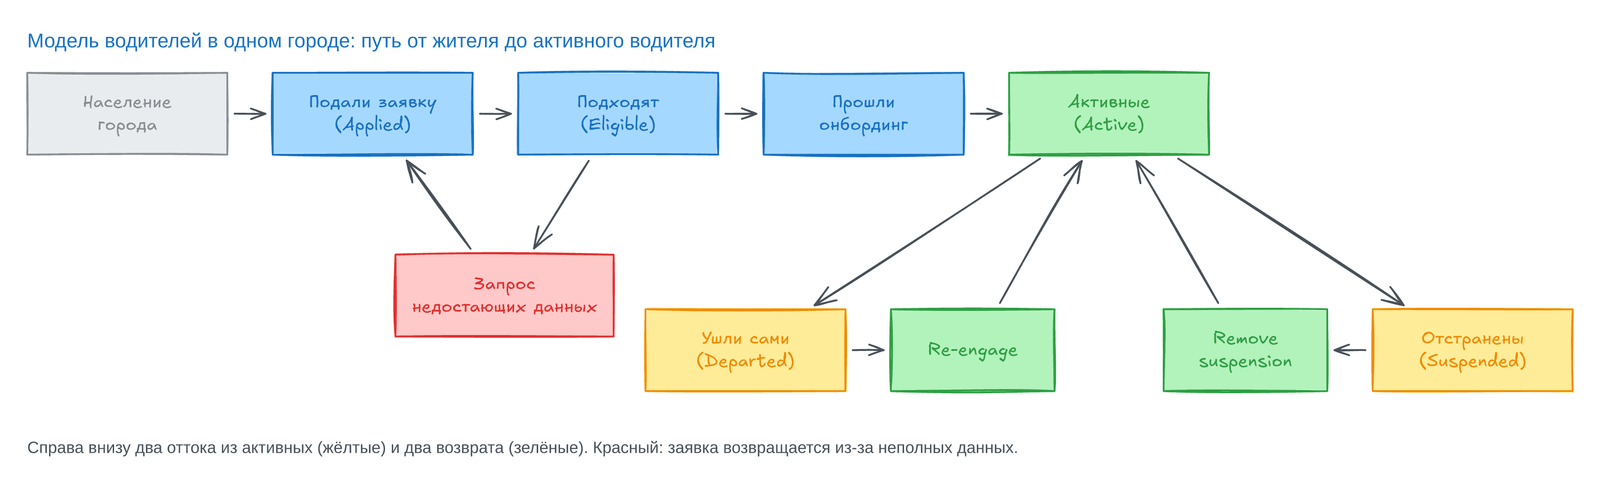 Модель водителей в одном городе: путь от жителя до активного водителя
Население
города
Подали заявку
(Applied)
Подходят
(Eligible)
Прошли
онбординг
Активные
(Active)
Запрос
недостающих данных
Ушли сами
(Departed)
Re-engage
Remove
suspension
Отстранены
(Suspended)
Справа внизу два оттока из активных (жёлтые) и два возврата (зелёные). Красный: заявка возвращается из-за неполных данных.